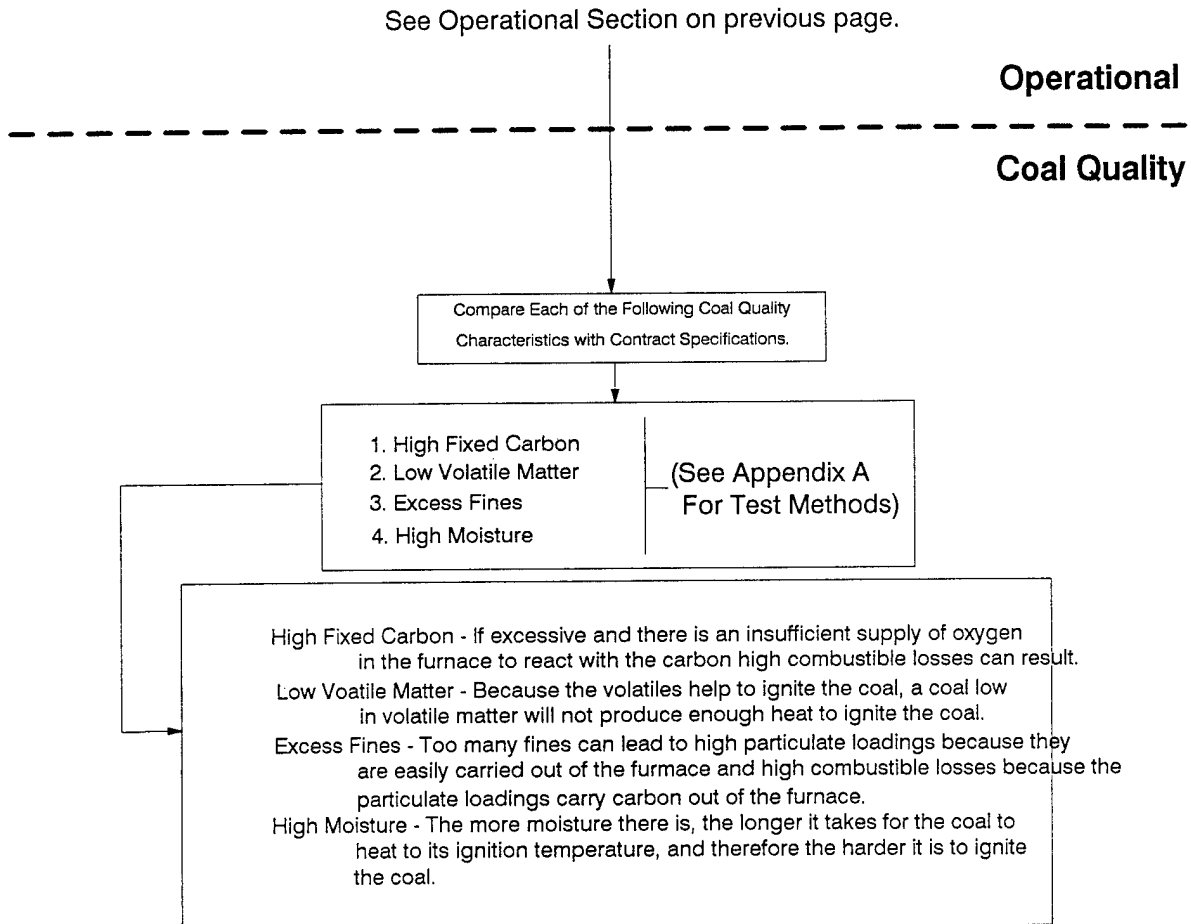 See Operational Section on previous page.
Operational
Coal Quality
Compare Each of the Following Coal Quality
Characteristics with Contract Specifications.
1. High Fixed Carbon
2. Low Volatile Matter
3. Excess Fines
4. High Moisture
(See Appendix A
For Test Methods)
High Fixed Carbon - If excessive and there is an insufficient supply of oxygen
in the furnace to react with the carbon high combustible losses can result.
Low Voatile Matter - Because the volatiles help to ignite the coal, a coal low
in volatile matter will not produce enough heat to ignite the coal.
Excess Fines - Too many fines can lead to high particulate loadings because they
are easily carried out of the furmace and high combustible losses because the
particulate loadings carry carbon out of the furnace.
High Moisture - The more moisture there is, the longer it takes for the coal to
heat to its ignition temperature, and therefore the harder it is to ignite
the coal.